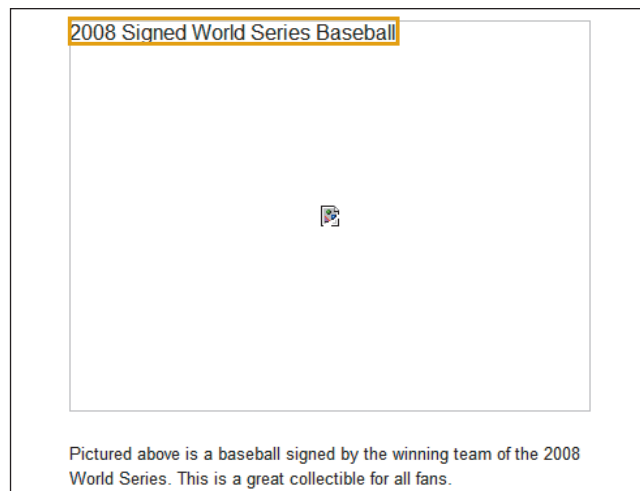 2008 Signed World Series Baseball
Pictured above is a baseball signed by the winning team of the 2008
World Series. This is a great collectible for all fans.